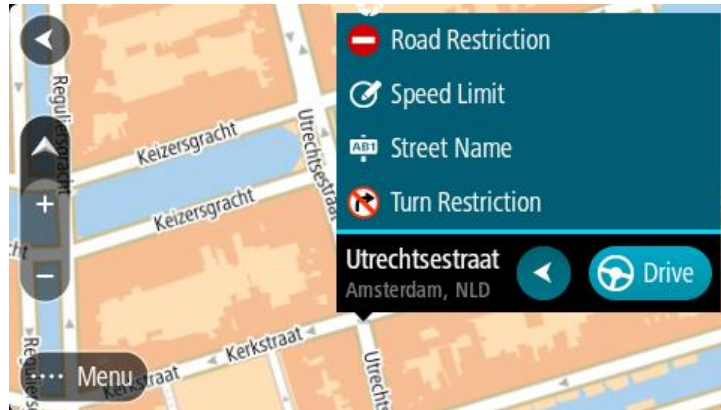 Road Restriction
Speed Limit
AB1
Street Name
Turn Restriction
Utrechtsestraat
Amsterdam, NLD
Drive
Reguliersgracht
Keizersgracht
Utrechtsestraat
Keizersgracht
+
-
Kerkstraat
Menu
Kerkstraat